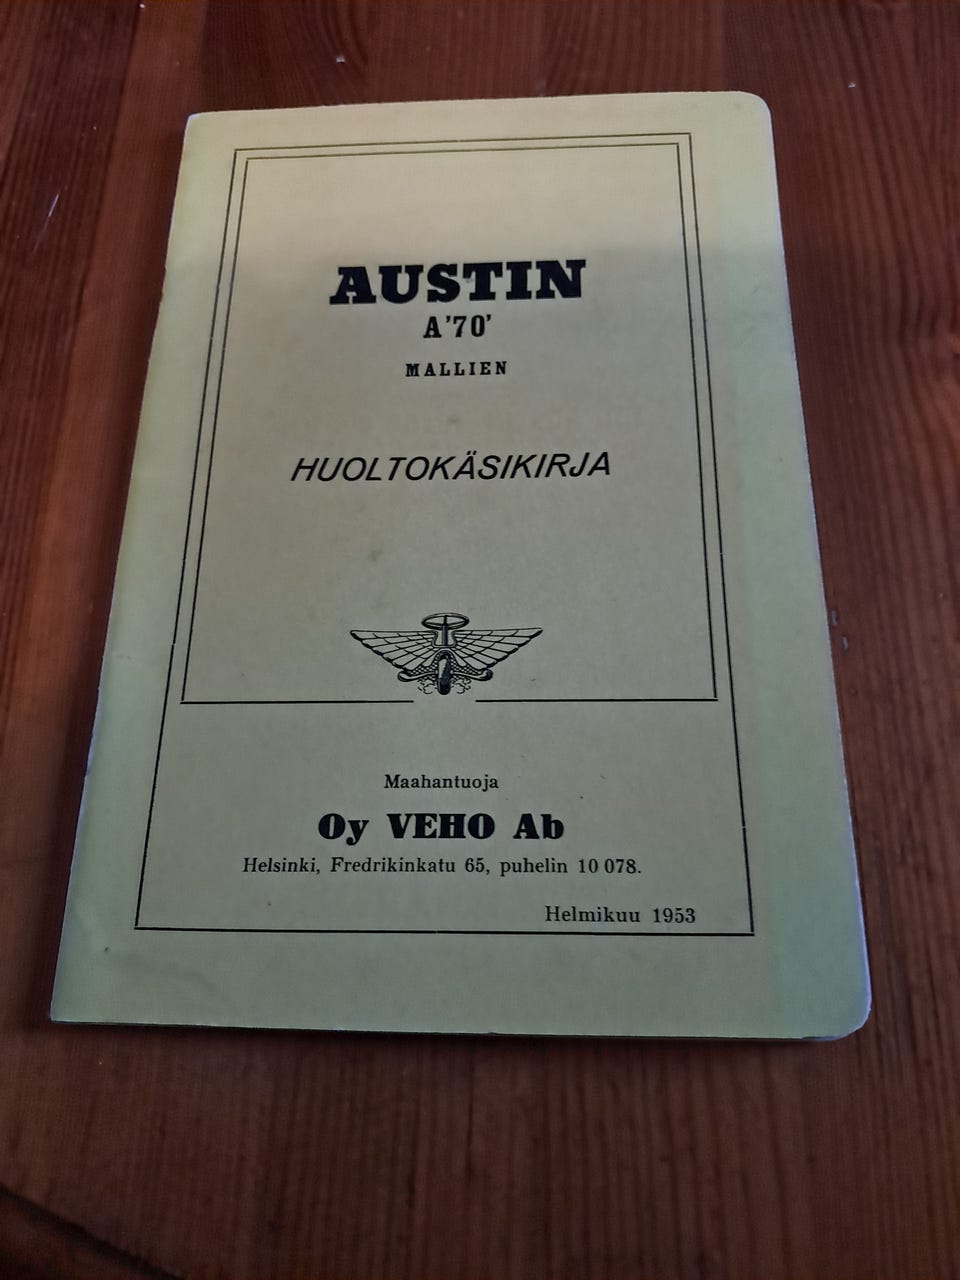 AUSTIN
A'70'
MALLIEN
HUOLTOKÄSIKIRJA
Maahantuoja
Oy VEHO Ab
Helsinki, Fredrikinkatu 65, puhelin 10 078.
Helmikuu 1953